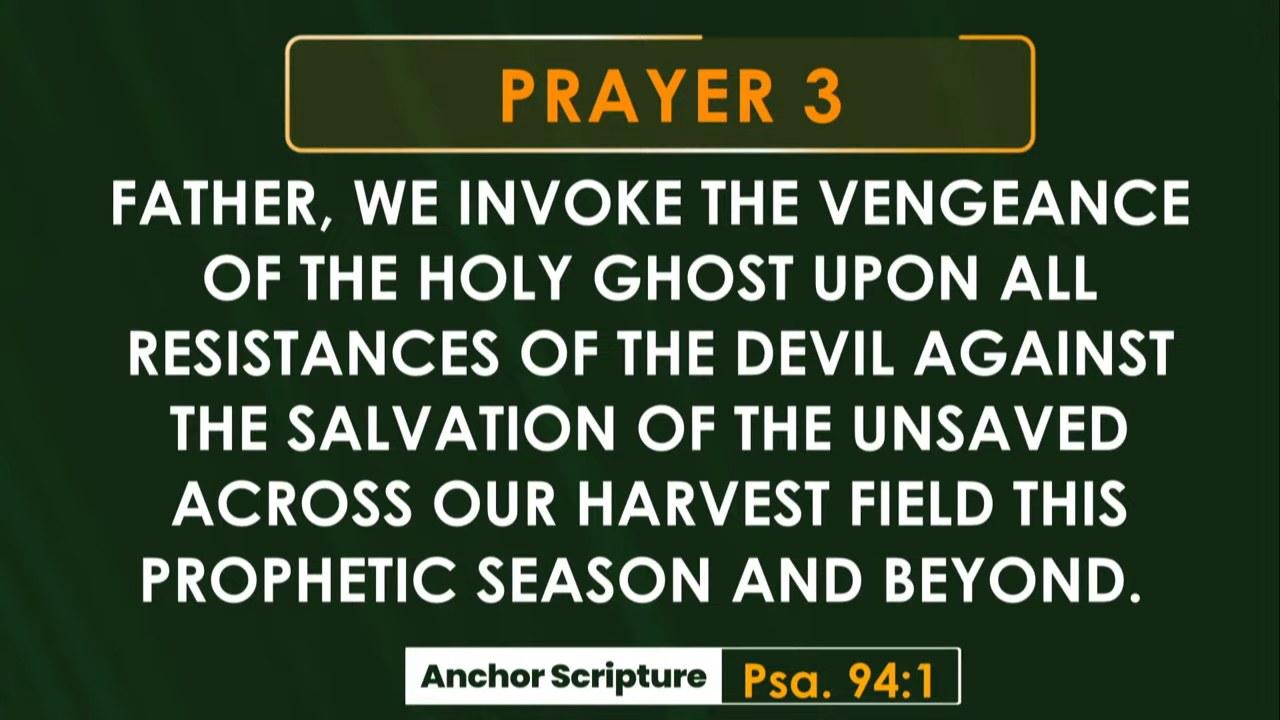 PRAYER 3
FATHER, WE INVOKE THE VENGEANCE
OF THE HOLY GHOST UPON ALL
RESISTANCES OF THE DEVIL AGAINST
THE SALVATION OF THE UNSAVED
ACROSS OUR HARVEST FIELD THIS
PROPHETIC SEASON AND BEYOND.
Anchor Scripture Psa. 94:1